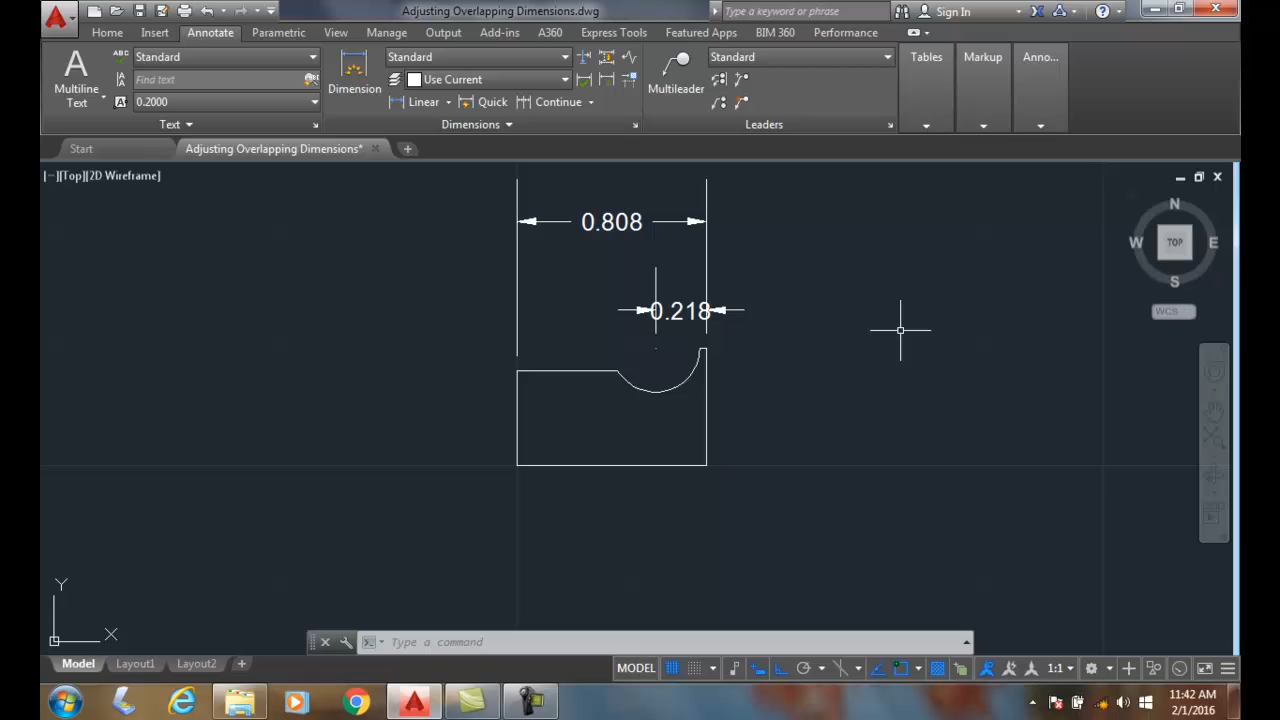 Adjusting Overlapping Dimensions.dwg
Type a keyword or phrase
Sign In
Home Insert Annotate Parametric View Manage Output Add-ins A360 Express Tools Featured Apps BIM 360 Performance
Multiline
Text
Standard
Find text
0.2000
Text
Dimension
Standard
Use Current
Linear Quick Continue
Dimensions
Multileader
Standard
Leaders
Tables
Markup
Anno...
Start Adjusting Overlapping Dimensions*
[−][Top][2D Wireframe]
N
W TOP E
S
WCS
0.808
0.218
Y
X
Type a command
Model Layout1 Layout2
MODEL 1:1
11:42 AM
2/1/2016